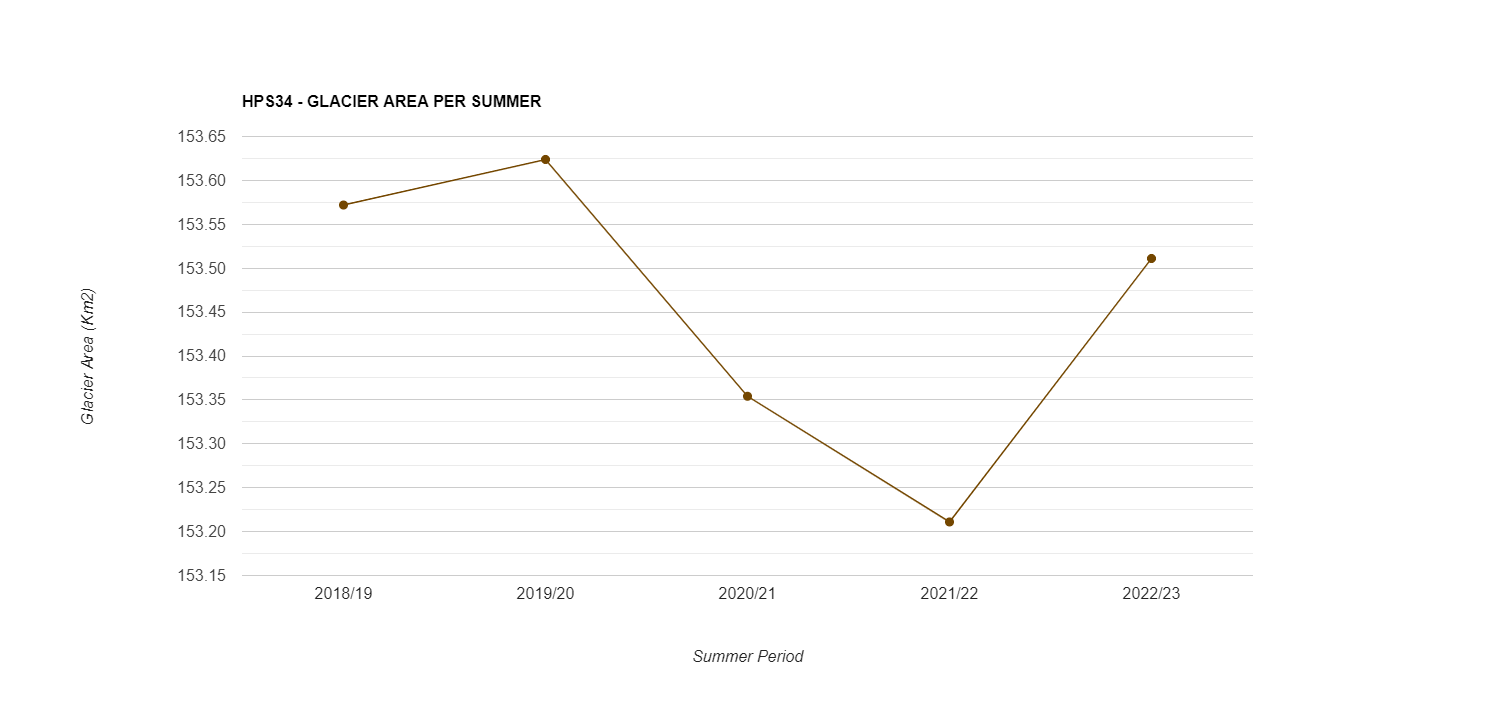 HPS34 - GLACIER AREA PER SUMMER
153.65
153.60
153.55
153.50
153.45
153.40
153.35
153.30
153.25
153.20
153.15
Glacier Area (Km2)
2018/19 2019/20 2020/21 2021/22 2022/23
Summer Period